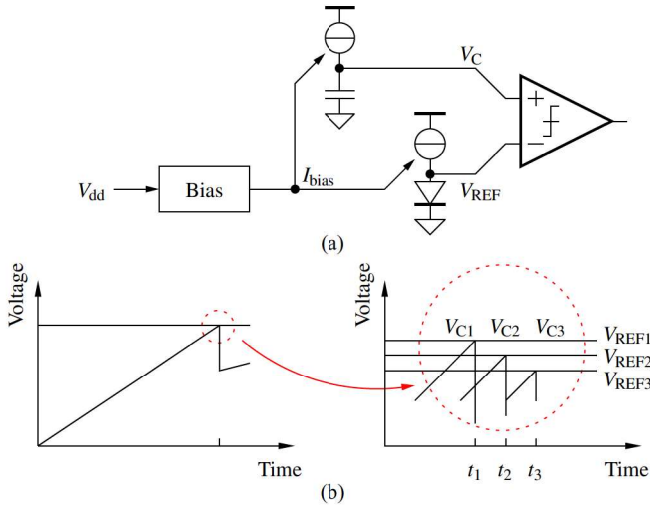 V_C
+
−
V_dd
Bias
I_bias
V_REF
(a)
Voltage
Time
Voltage
V_C1 V_C2 V_C3
V_REF1
V_REF2
V_REF3
t_1 t_2 t_3
Time
(b)